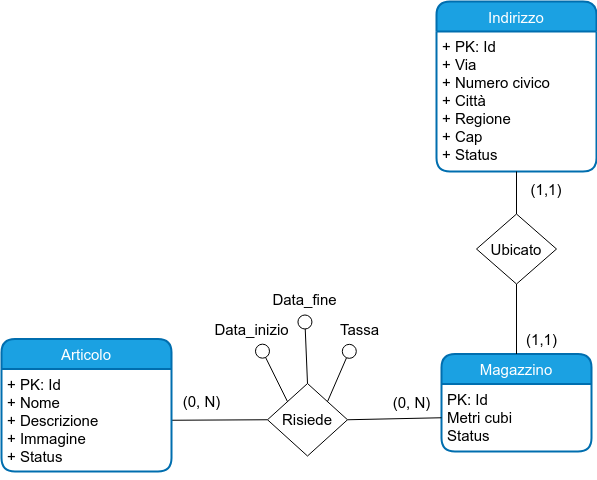 Indirizzo
+ PK: Id
+ Via
+ Numero civico
+ Città
+ Regione
+ Cap
+ Status
(1,1)
Ubicato
(1,1)
Data_fine
Data_inizio
Tassa
Articolo
+ PK: Id
+ Nome
+ Descrizione
+ Immagine
+ Status
(0, N)
Risiede
(0, N)
Magazzino
PK: Id
Metri cubi
Status